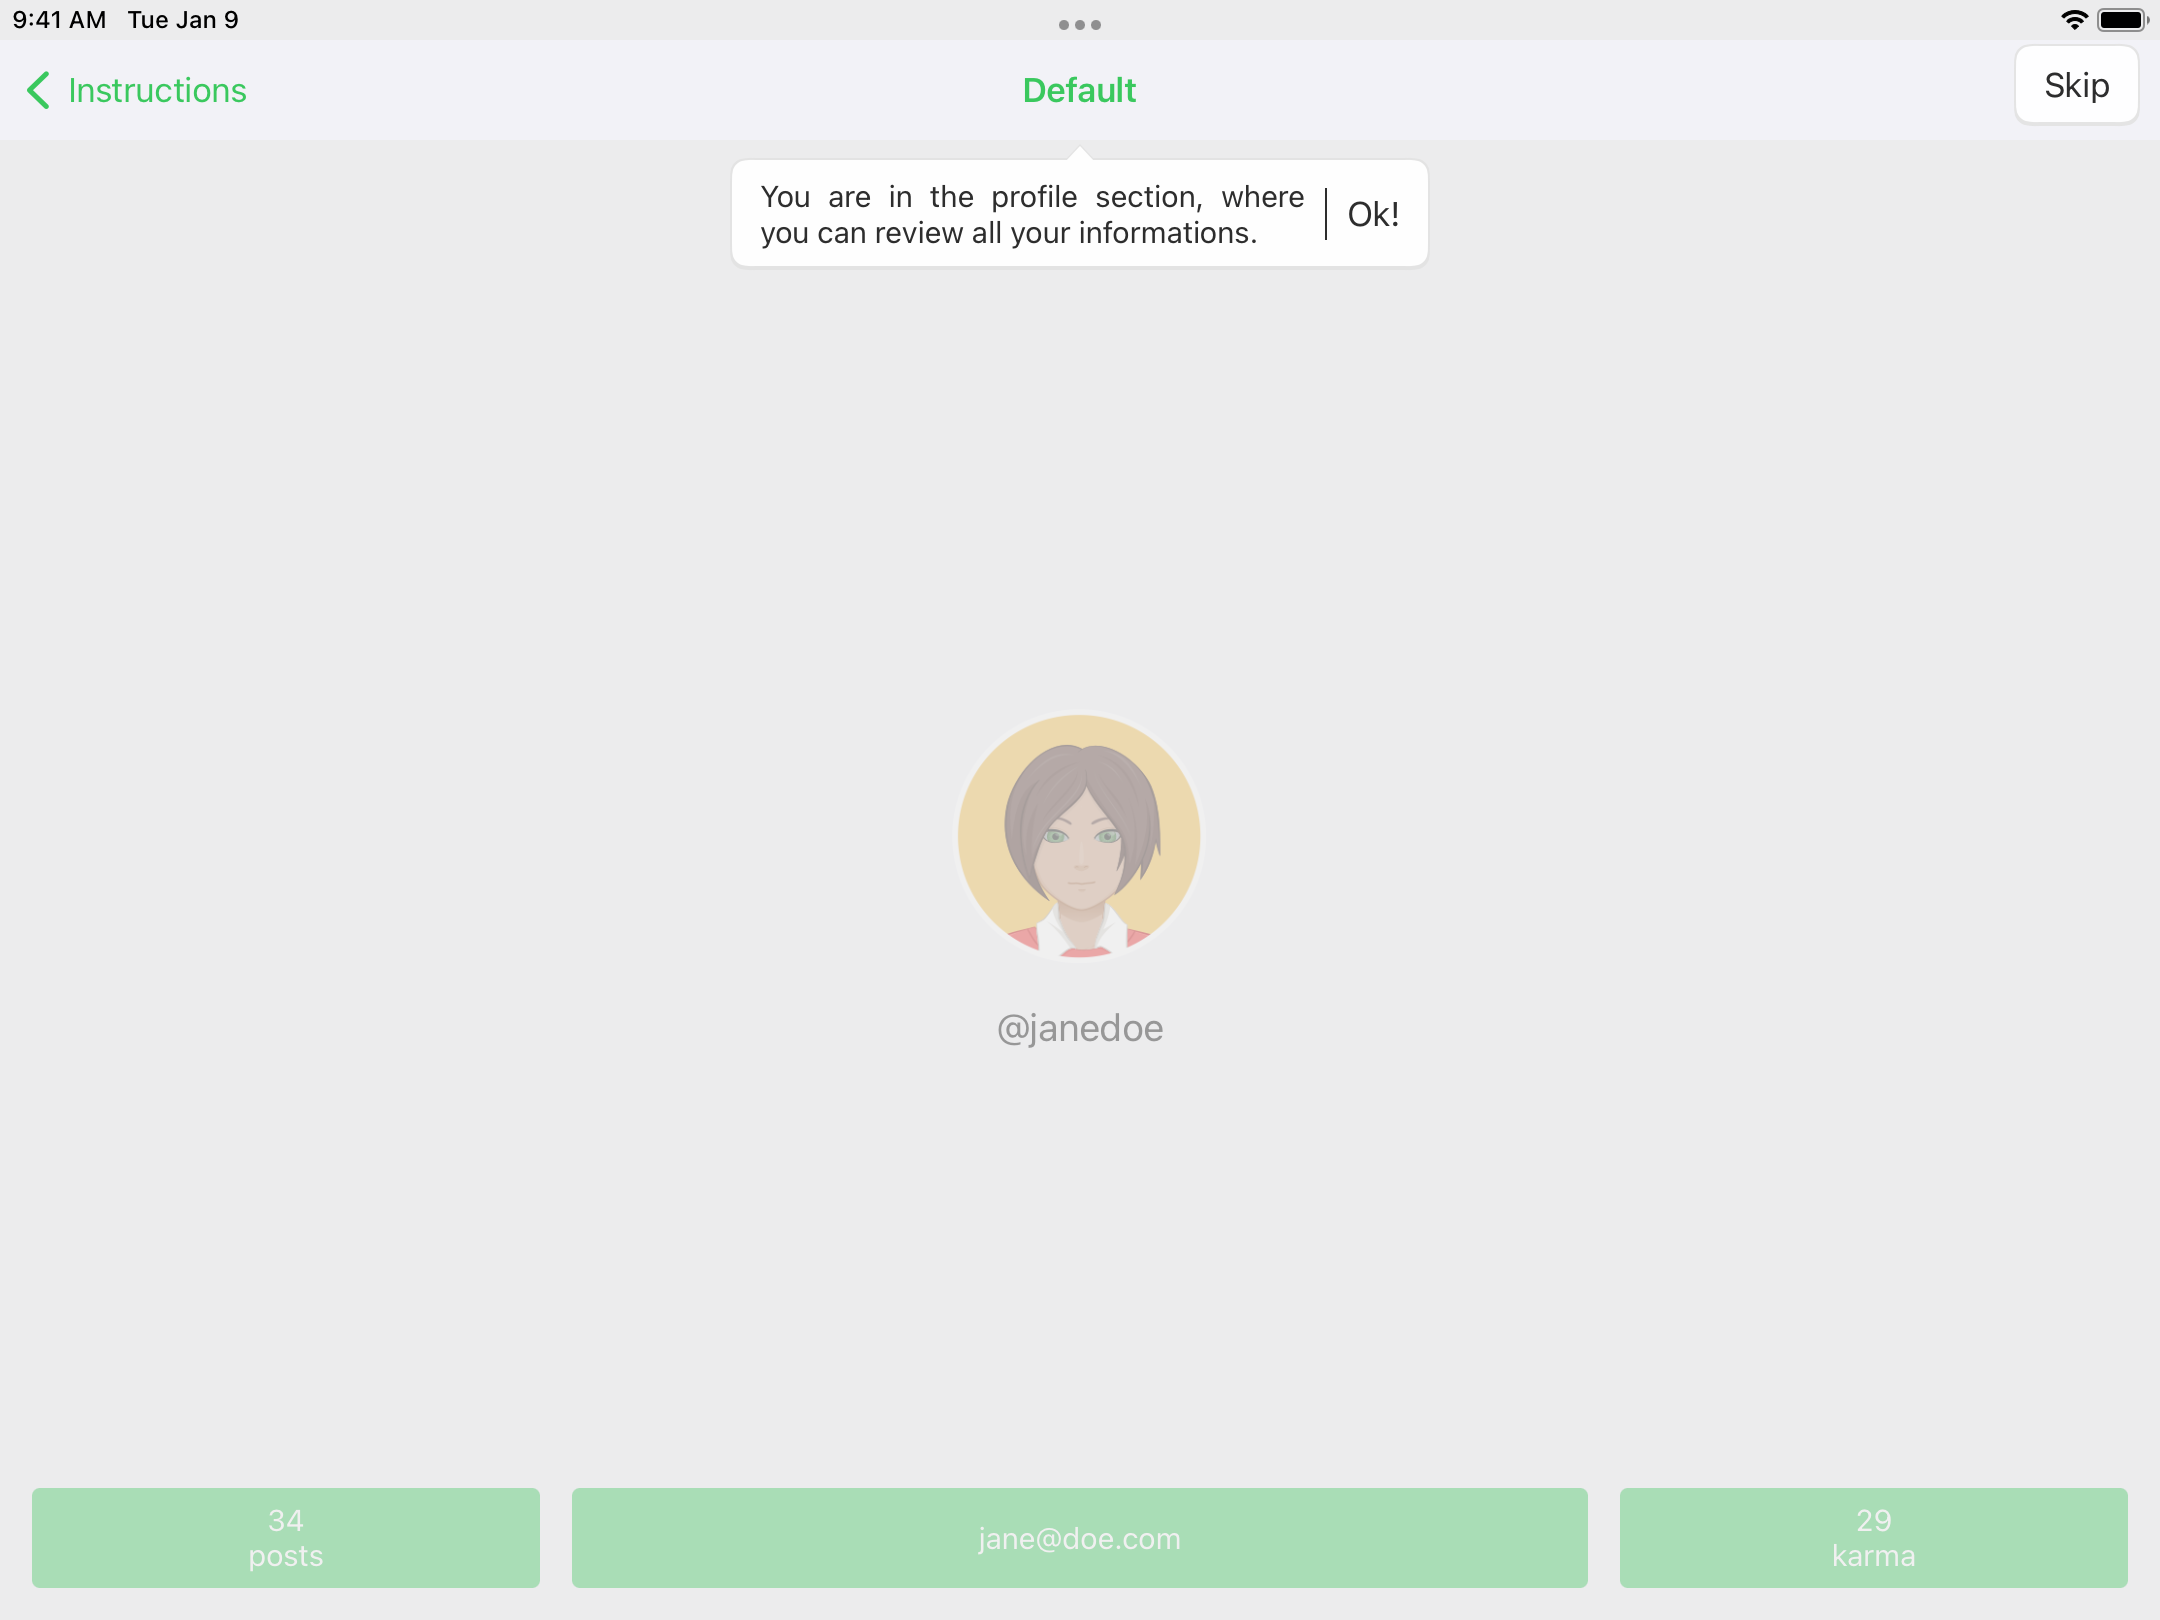 9:41 AM Tue Jan 9
Instructions
Default
Skip
You are in the profile section, where
you can review all your informations.
Ok!
@janedoe
34
posts
jane@doe.com
29
karma